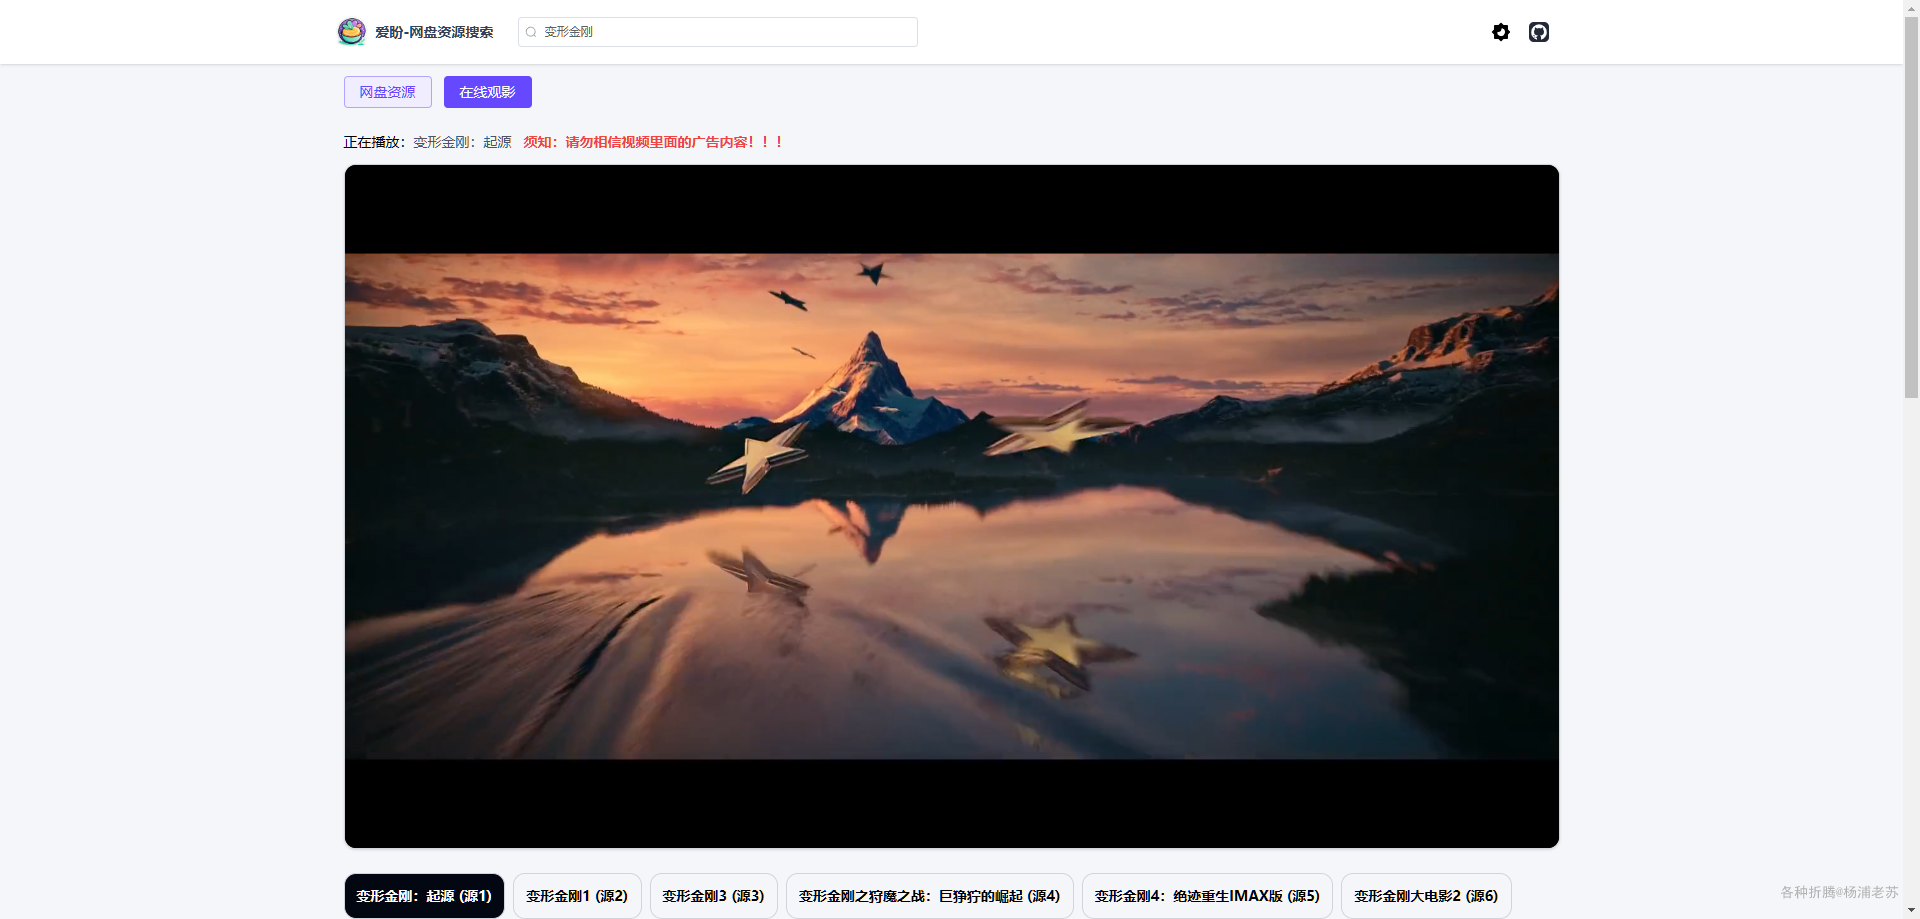 爱盼-网盘资源搜索
变形金刚
网盘资源
在线观影
正在播放：变形金刚：起源 须知：请勿相信视频里面的广告内容！！！
变形金刚：起源 (源1)
变形金刚1 (源2)
变形金刚3 (源3)
变形金刚之狩魔之战：巨狰狞的崛起 (源4)
变形金刚4：绝迹重生IMAX版 (源5)
变形金刚大电影2 (源6)
各种折腾@杨浦老苏